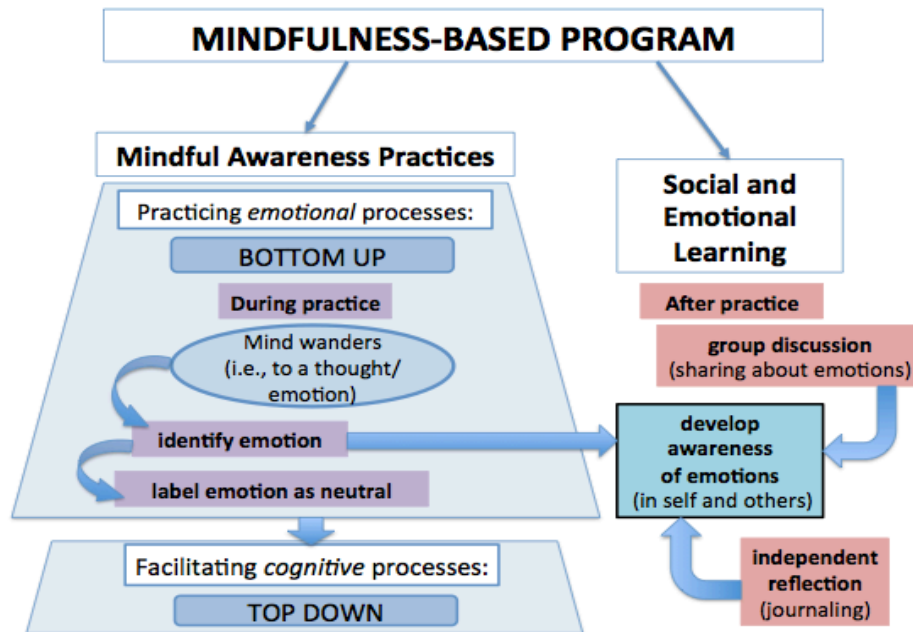 MINDFULNESS-BASED PROGRAM
Mindful Awareness Practices
Practicing emotional processes:
BOTTOM UP
During practice
Mind wanders
(i.e., to a thought/
emotion)
identify emotion
label emotion as neutral
Facilitating cognitive processes:
TOP DOWN
Social and
Emotional
Learning
After practice
group discussion
(sharing about emotions)
develop
awareness
of emotions
(in self and others)
independent
reflection
(journaling)